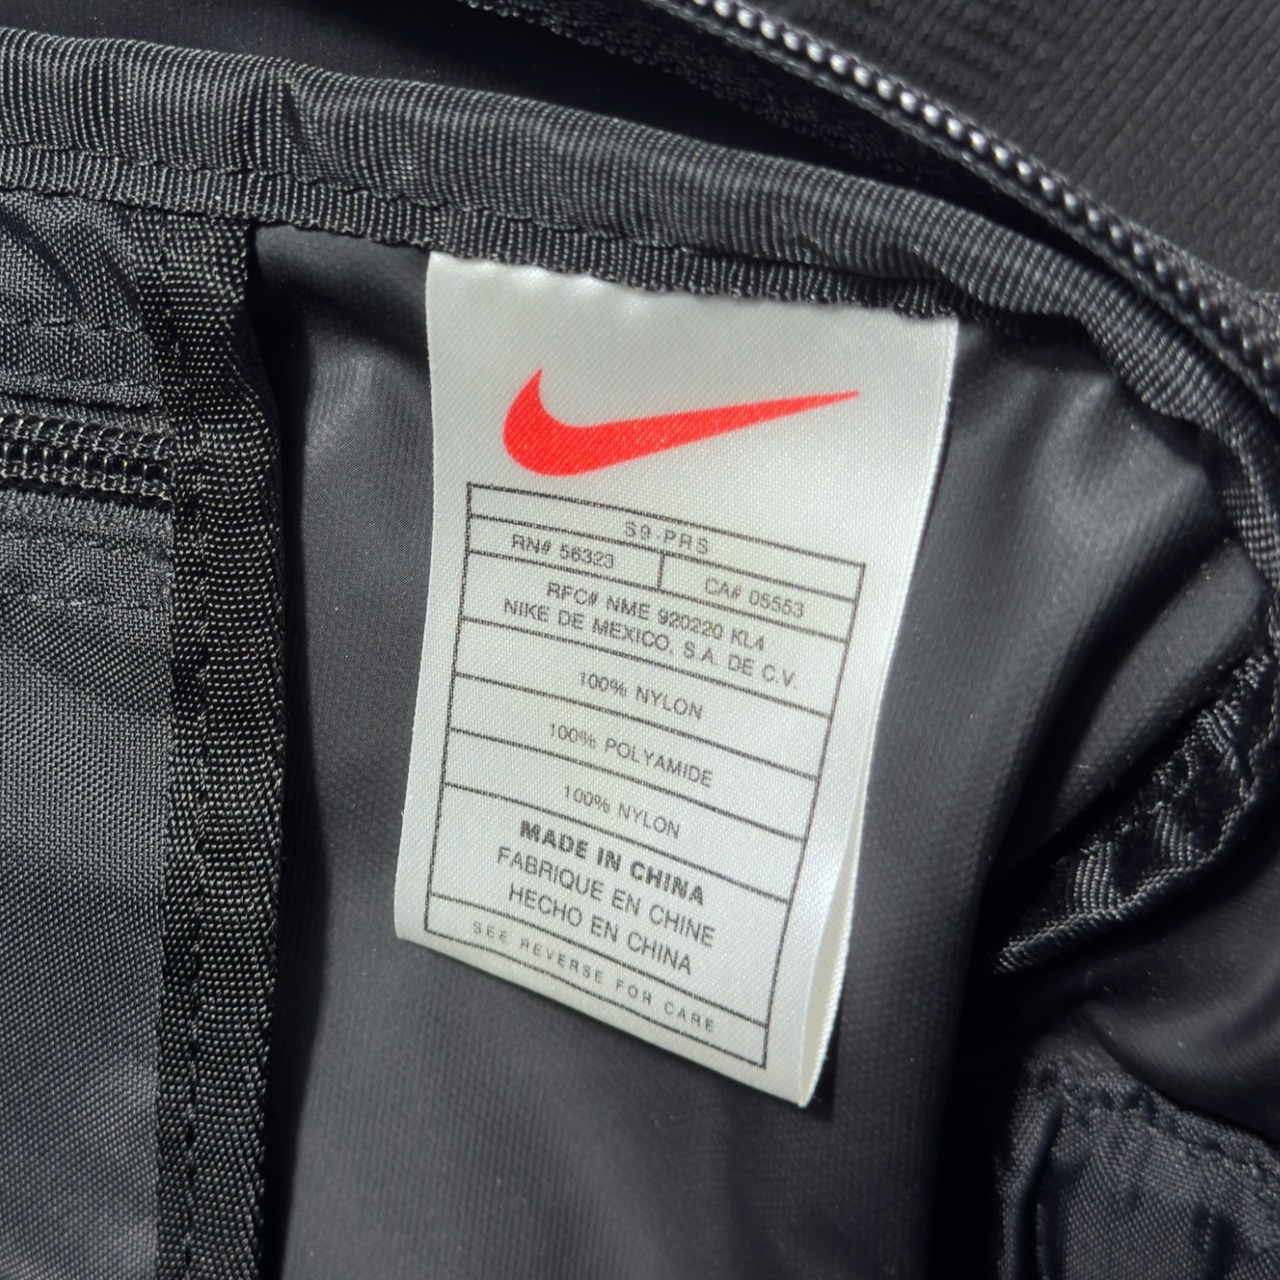 S9-PRS
RN# 56323
CA# 05553
RFC# NME 920220 KL4
NIKE DE MEXICO, S.A. DE C.V.
100% NYLON
100% POLYAMIDE
100% NYLON
MADE IN CHINA
FABRIQUE EN CHINE
HECHO EN CHINA
SEE REVERSE FOR CARE